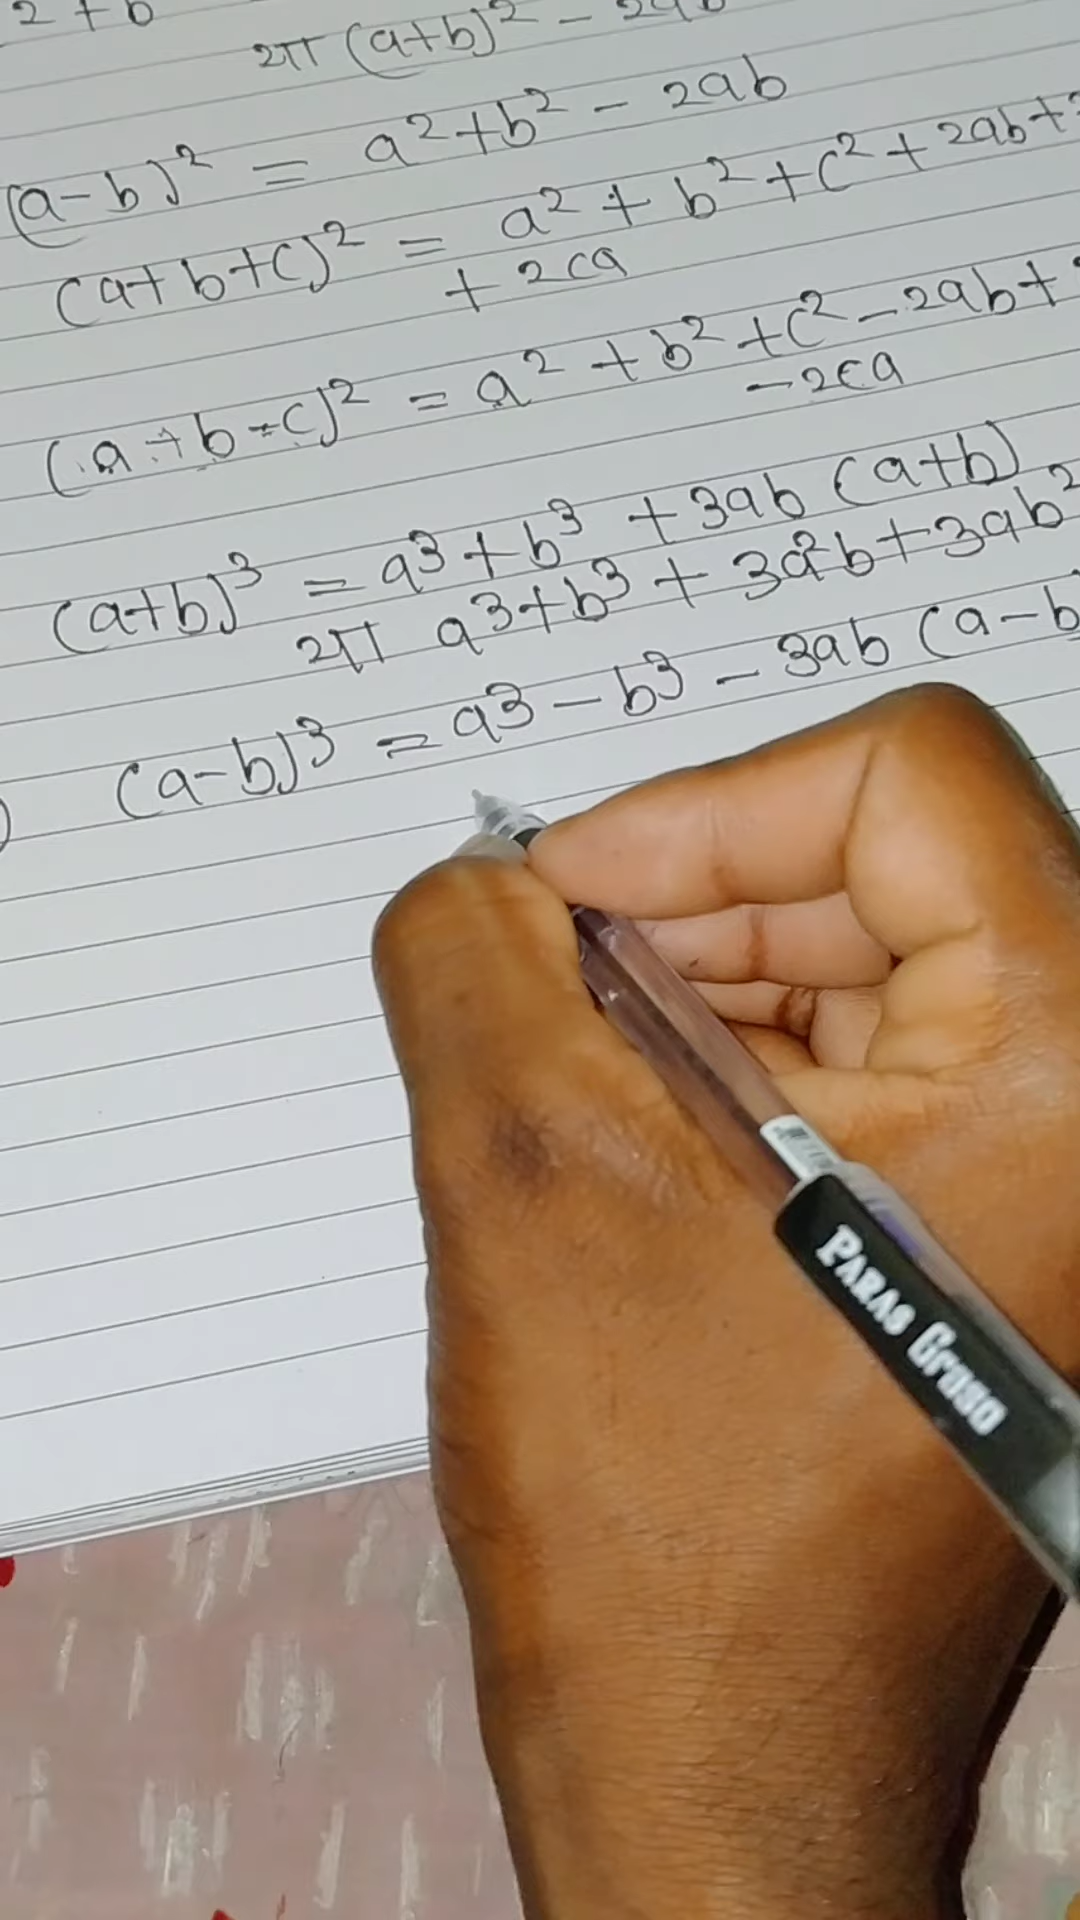 2 + b
या (a+b)² - 2ab
(a-b)² = a²+b² - 2ab
(a+b+c)² = a² + b² + c² + 2ab +
+ 2ca
(a+b-c)² = a² + b² + c² - 2ab +
- 2ca
(a+b)³ = a³+b³ + 3ab (a+b)
या a³+b³ + 3a²b+3ab²
(a-b)³ = a³ - b³ - 3ab (a-b
)
PARAS Gruso